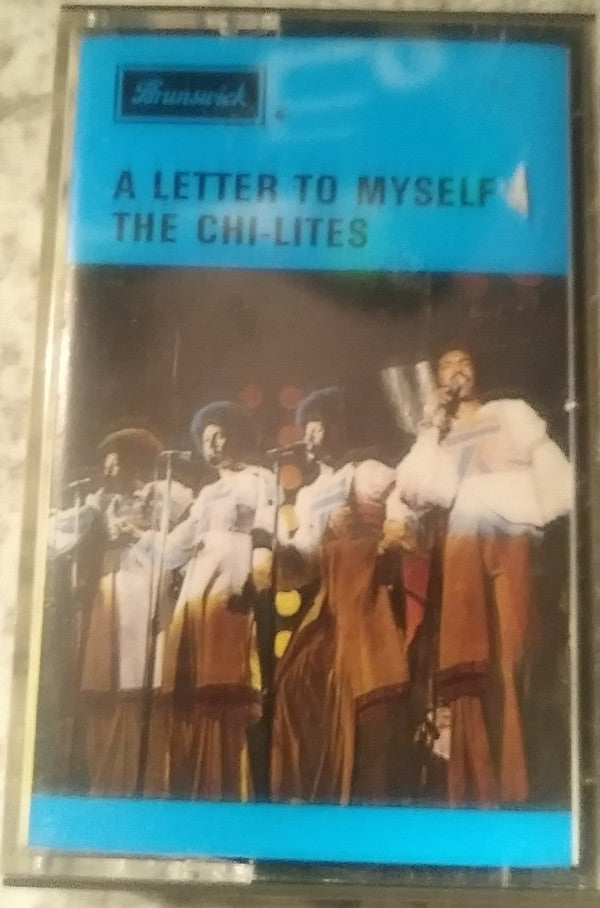 Brunswick
A LETTER TO MYSELF
THE CHI-LITES